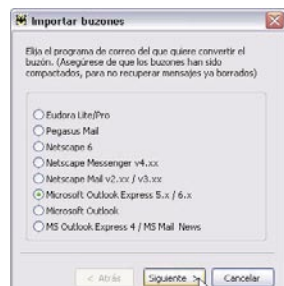 Importar buzones
Elija el programa de correo del que quiere convertir el
buzón. (Asegúrese de que los buzones han sido
compactados, para no recuperar mensajes ya borrados)
Eudora Lite/Pro
Pegasus Mail
Netscape 6
Netscape Messenger v4.xx
Netscape Mail v2.xx / v3.xx
Microsoft Outlook Express 5.x / 6.x
Microsoft Outlook
MS Outlook Express 4 / MS Mail News
< Atrás
Siguiente >
Cancelar